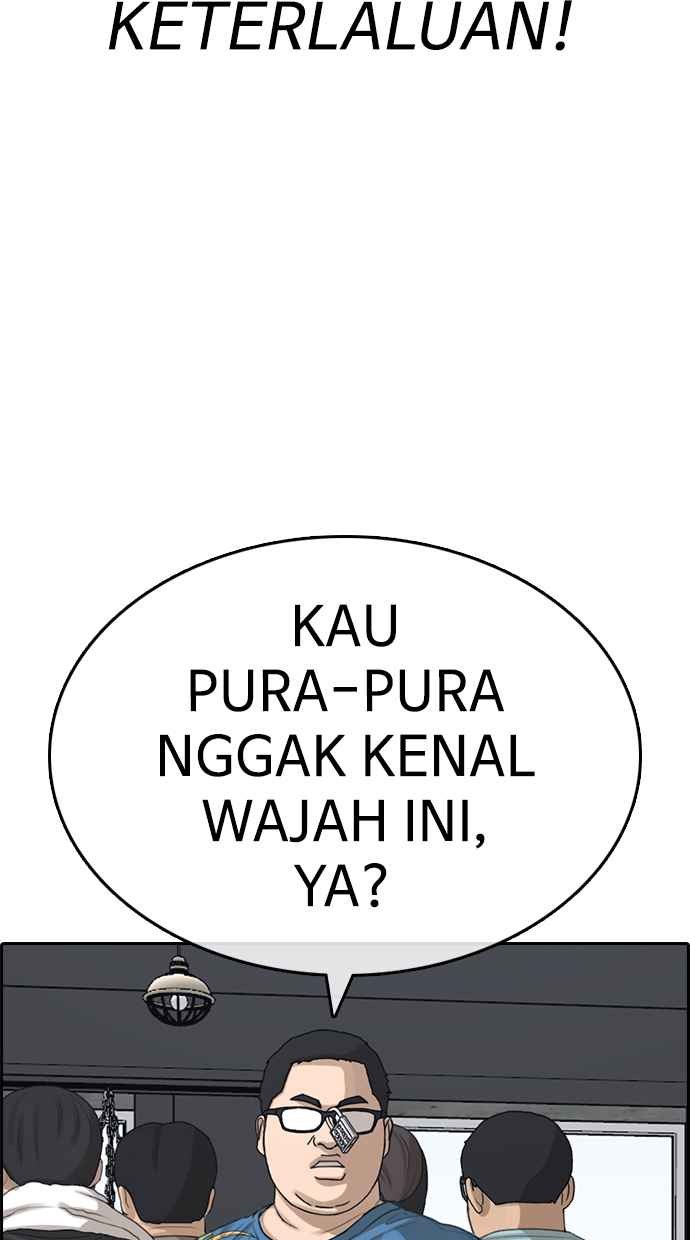 KETERLALUAN!
KAU
PURA-PURA
NGGAK KENAL
WAJAH INI,
YA?